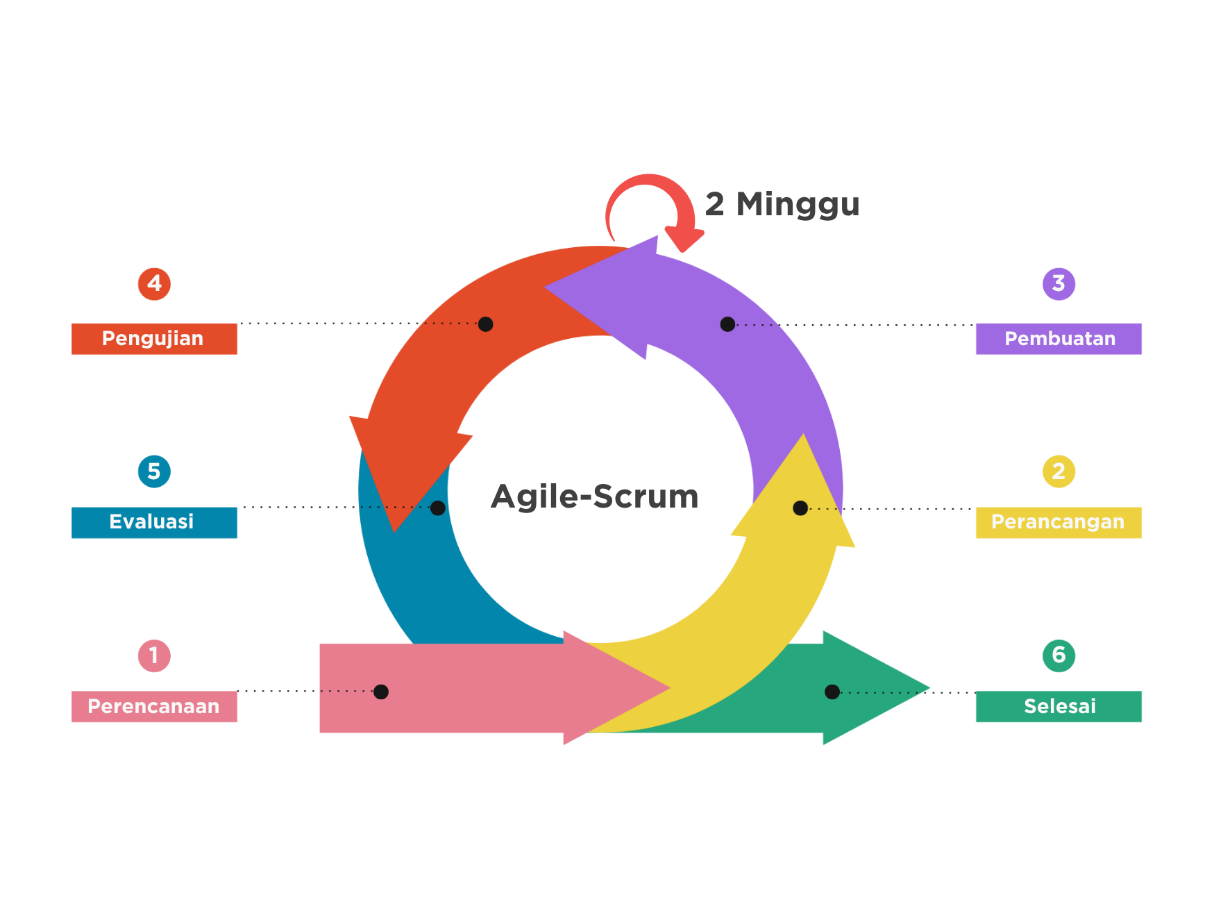 2 Minggu
4
Pengujian
3
Pembuatan
5
Evaluasi
Agile-Scrum
2
Perancangan
1
Perencanaan
6
Selesai